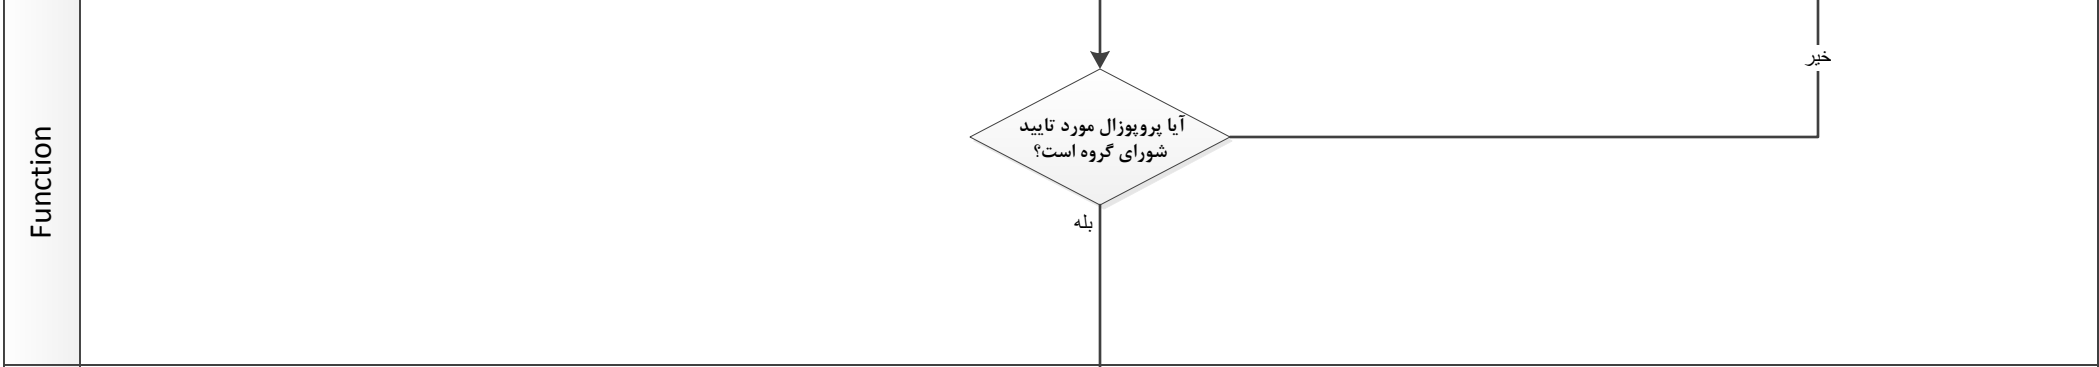 Function
خیر
آیا پروپوزال مورد تایید
شورای گروه است؟
بله